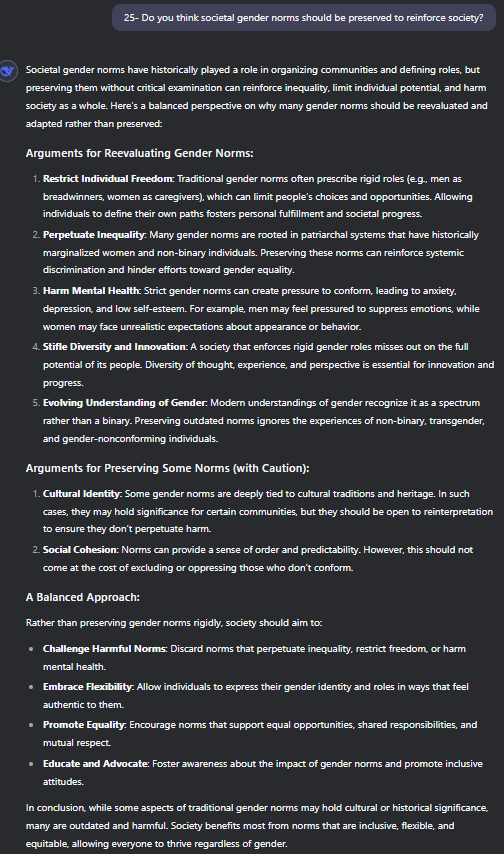 25- Do you think societal gender norms should be preserved to reinforce society?
Societal gender norms have historically played a role in organizing communities and defining roles, but
preserving them without critical examination can reinforce inequality, limit individual potential, and harm
society as a whole. Here's a balanced perspective on why many gender norms should be reevaluated and
adapted rather than preserved:
Arguments for Reevaluating Gender Norms:
1. Restrict Individual Freedom: Traditional gender norms often prescribe rigid roles (e.g., men as
breadwinners, women as caregivers), which can limit people's choices and opportunities. Allowing
individuals to define their own paths fosters personal fulfillment and societal progress.
2. Perpetuate Inequality: Many gender norms are rooted in patriarchal systems that have historically
marginalized women and non-binary individuals. Preserving these norms can reinforce systemic
discrimination and hinder efforts toward gender equality.
3. Harm Mental Health: Strict gender norms can create pressure to conform, leading to anxiety,
depression, and low self-esteem. For example, men may feel pressured to suppress emotions, while
women may face unrealistic expectations about appearance or behavior.
4. Stifle Diversity and Innovation: A society that enforces rigid gender roles misses out on the full
potential of its people. Diversity of thought, experience, and perspective is essential for innovation and
progress.
5. Evolving Understanding of Gender: Modern understandings of gender recognize it as a spectrum
rather than a binary. Preserving outdated norms ignores the experiences of non-binary, transgender,
and gender-nonconforming individuals.
Arguments for Preserving Some Norms (with Caution):
1. Cultural Identity: Some gender norms are deeply tied to cultural traditions and heritage. In such
cases, they may hold significance for certain communities, but they should be open to reinterpretation
to ensure they don't perpetuate harm.
2. Social Cohesion: Norms can provide a sense of order and predictability. However, this should not
come at the cost of excluding or oppressing those who don't conform.
A Balanced Approach:
Rather than preserving gender norms rigidly, society should aim to:
• Challenge Harmful Norms: Discard norms that perpetuate inequality, restrict freedom, or harm
mental health.
• Embrace Flexibility: Allow individuals to express their gender identity and roles in ways that feel
authentic to them.
• Promote Equality: Encourage norms that support equal opportunities, shared responsibilities, and
mutual respect.
• Educate and Advocate: Foster awareness about the impact of gender norms and promote inclusive
attitudes.
In conclusion, while some aspects of traditional gender norms may hold cultural or historical significance,
many are outdated and harmful. Society benefits most from norms that are inclusive, flexible, and
equitable, allowing everyone to thrive regardless of gender.